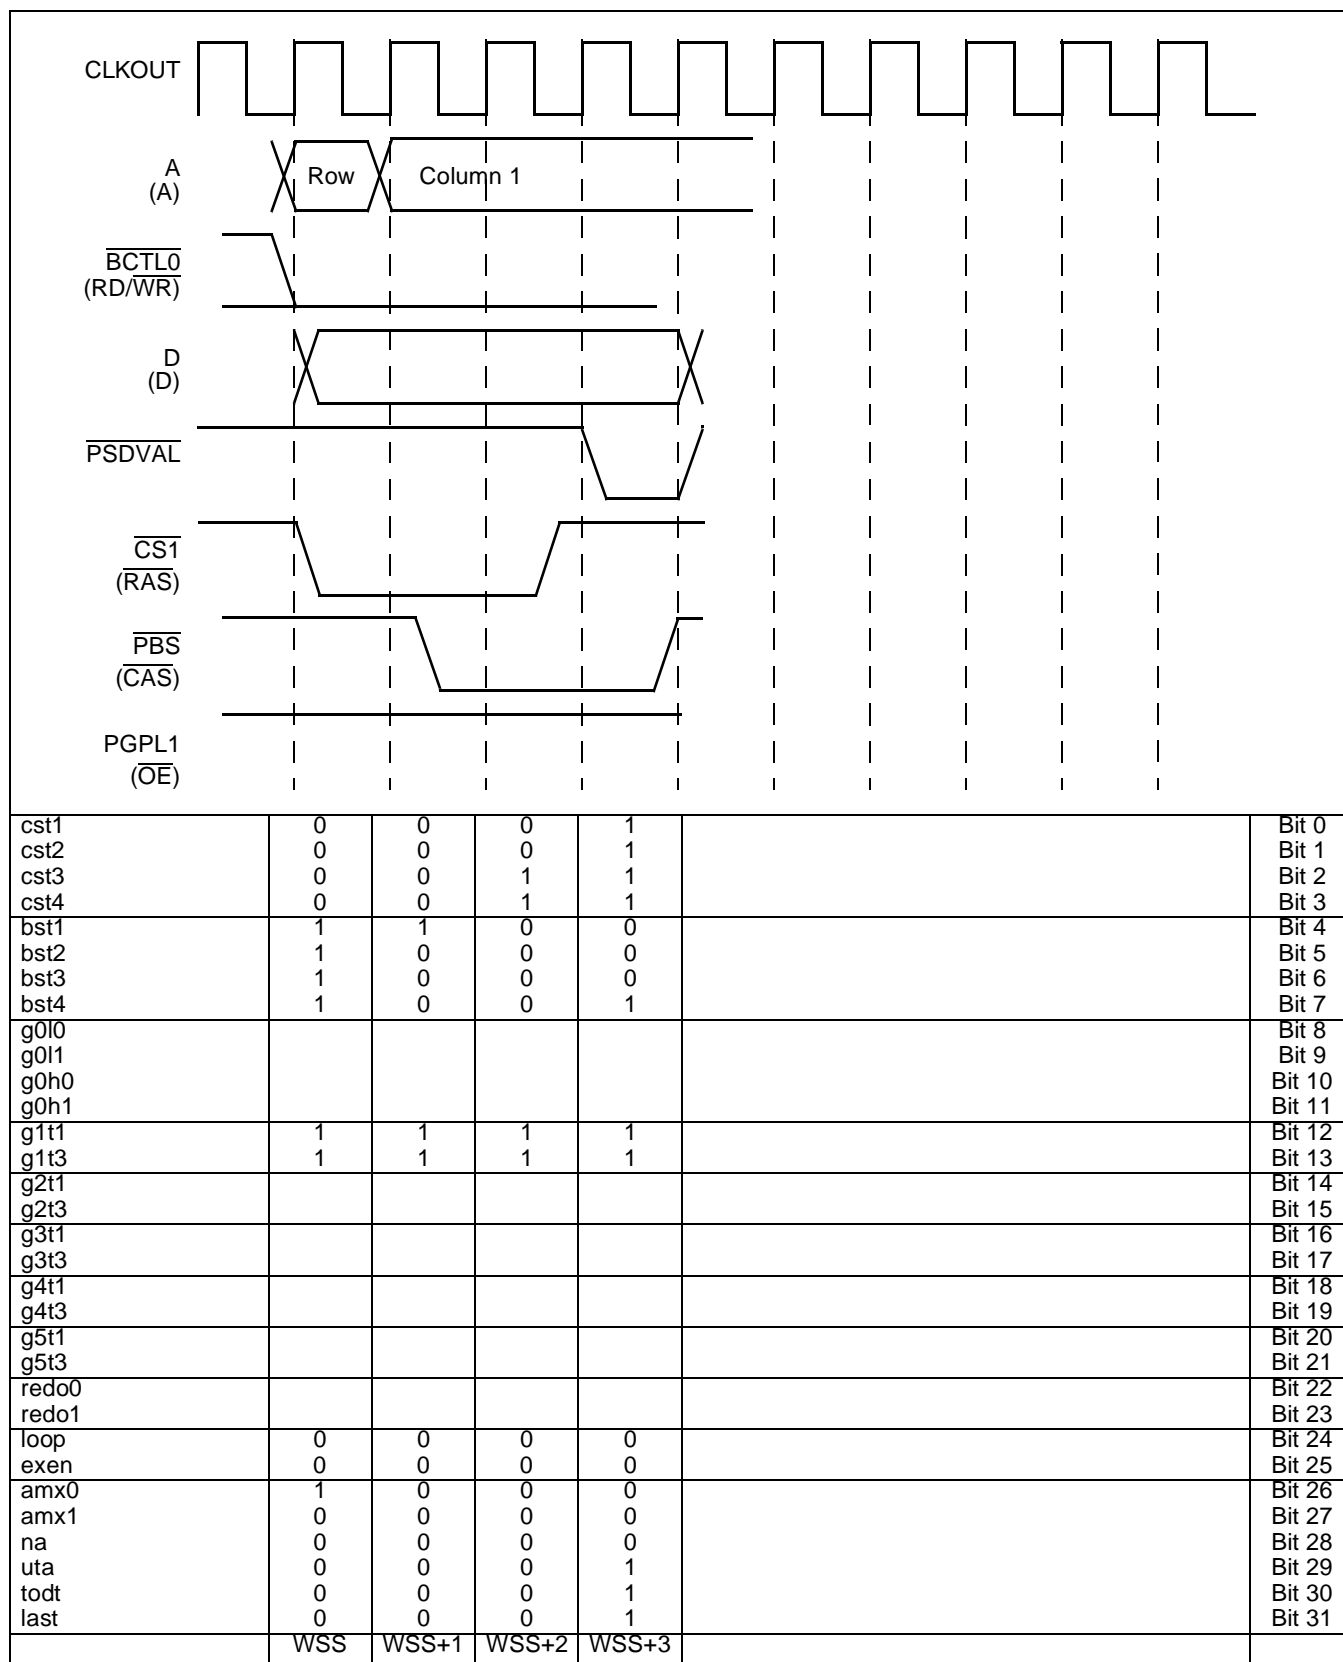 CLKOUT
A
(A)
Row
Column 1
BCTL0
(RD/WR)
D
(D)
PSDVAL
CS1
(RAS)
PBS
(CAS)
PGPL1
(OE)
cst1 0 0 0 1 Bit 0
cst2 0 0 0 1 Bit 1
cst3 0 0 1 1 Bit 2
cst4 0 0 1 1 Bit 3
bst1 1 1 0 0 Bit 4
bst2 1 0 0 0 Bit 5
bst3 1 0 0 0 Bit 6
bst4 1 0 0 1 Bit 7
g0l0 Bit 8
g0l1 Bit 9
g0h0 Bit 10
g0h1 Bit 11
g1t1 1 1 1 1 Bit 12
g1t3 1 1 1 1 Bit 13
g2t1 Bit 14
g2t3 Bit 15
g3t1 Bit 16
g3t3 Bit 17
g4t1 Bit 18
g4t3 Bit 19
g5t1 Bit 20
g5t3 Bit 21
redo0 Bit 22
redo1 Bit 23
loop 0 0 0 0 Bit 24
exen 0 0 0 0 Bit 25
amx0 1 0 0 0 Bit 26
amx1 0 0 0 0 Bit 27
na 0 0 0 0 Bit 28
uta 0 0 0 1 Bit 29
todt 0 0 0 1 Bit 30
last 0 0 0 1 Bit 31
WSS WSS+1 WSS+2 WSS+3